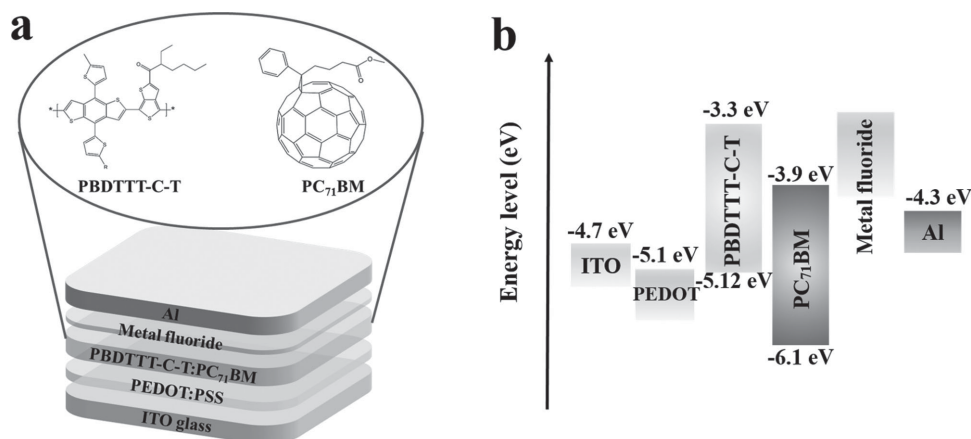 a
R
PBDTTT-C-T
PC₇₁BM
Al
Metal fluoride
PBDTTT-C-T:PC₇₁BM
PEDOT:PSS
ITO glass
b
Energy level (eV)
-4.7 eV
ITO
-5.1 eV
PEDOT
-3.3 eV
PBDTTT-C-T
-5.12 eV
-3.9 eV
PC₇₁BM
-6.1 eV
Metal fluoride
-4.3 eV
Al